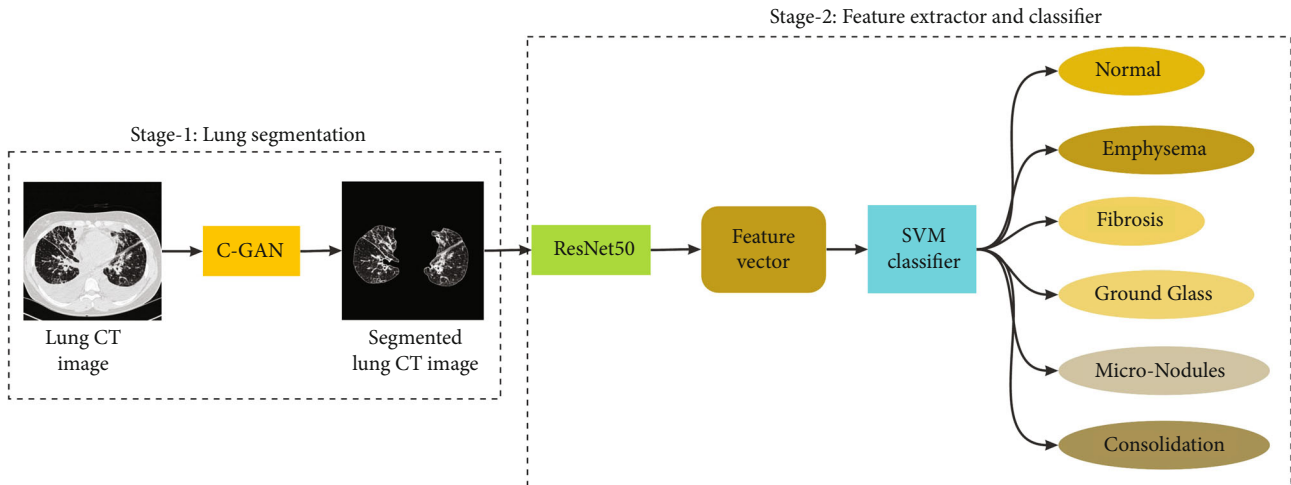 Stage-2: Feature extractor and classifier
Stage-1: Lung segmentation
Lung CT
image
C-GAN
Segmented
lung CT image
ResNet50
Feature
vector
SVM
classifier
Normal
Emphysema
Fibrosis
Ground Glass
Micro-Nodules
Consolidation